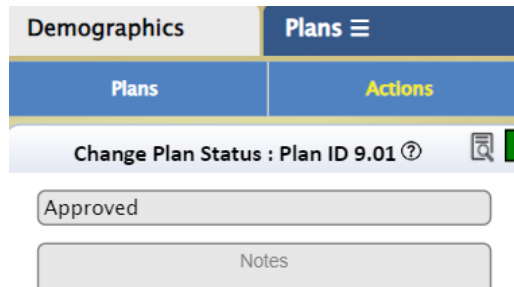 Demographics Plans ☰
Plans Actions
Change Plan Status : Plan ID 9.01 ?
Approved
Notes